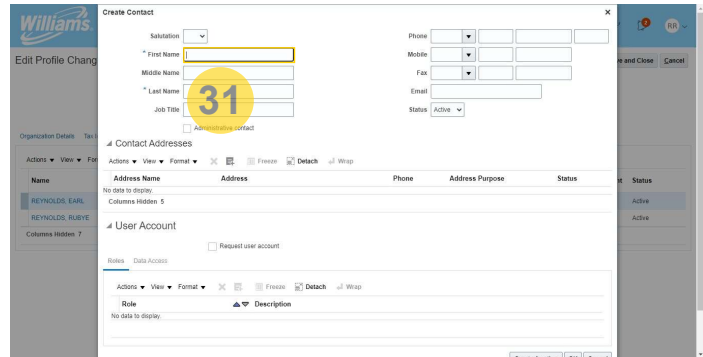 Create Contact
Williams.
RR
Edit Profile Chang
ve and Close Cancel
Salutation
Phone
* First Name
Mobile
Middle Name
Fax
* Last Name
Email
Job Title
Status Active
31
Administrative contact
Organization Details Tax I
Contact Addresses
Actions View For
Actions View Format Freeze Detach Wrap
Name
Address Name Address Phone Address Purpose Status
nt Status
No data to display.
REYNOLDS, EARL
Columns Hidden 5
Active
REYNOLDS, RUBYE
Active
User Account
Columns Hidden 7
Request user account
Roles Data Access
Actions View Format Freeze Detach Wrap
Role Description
No data to display.